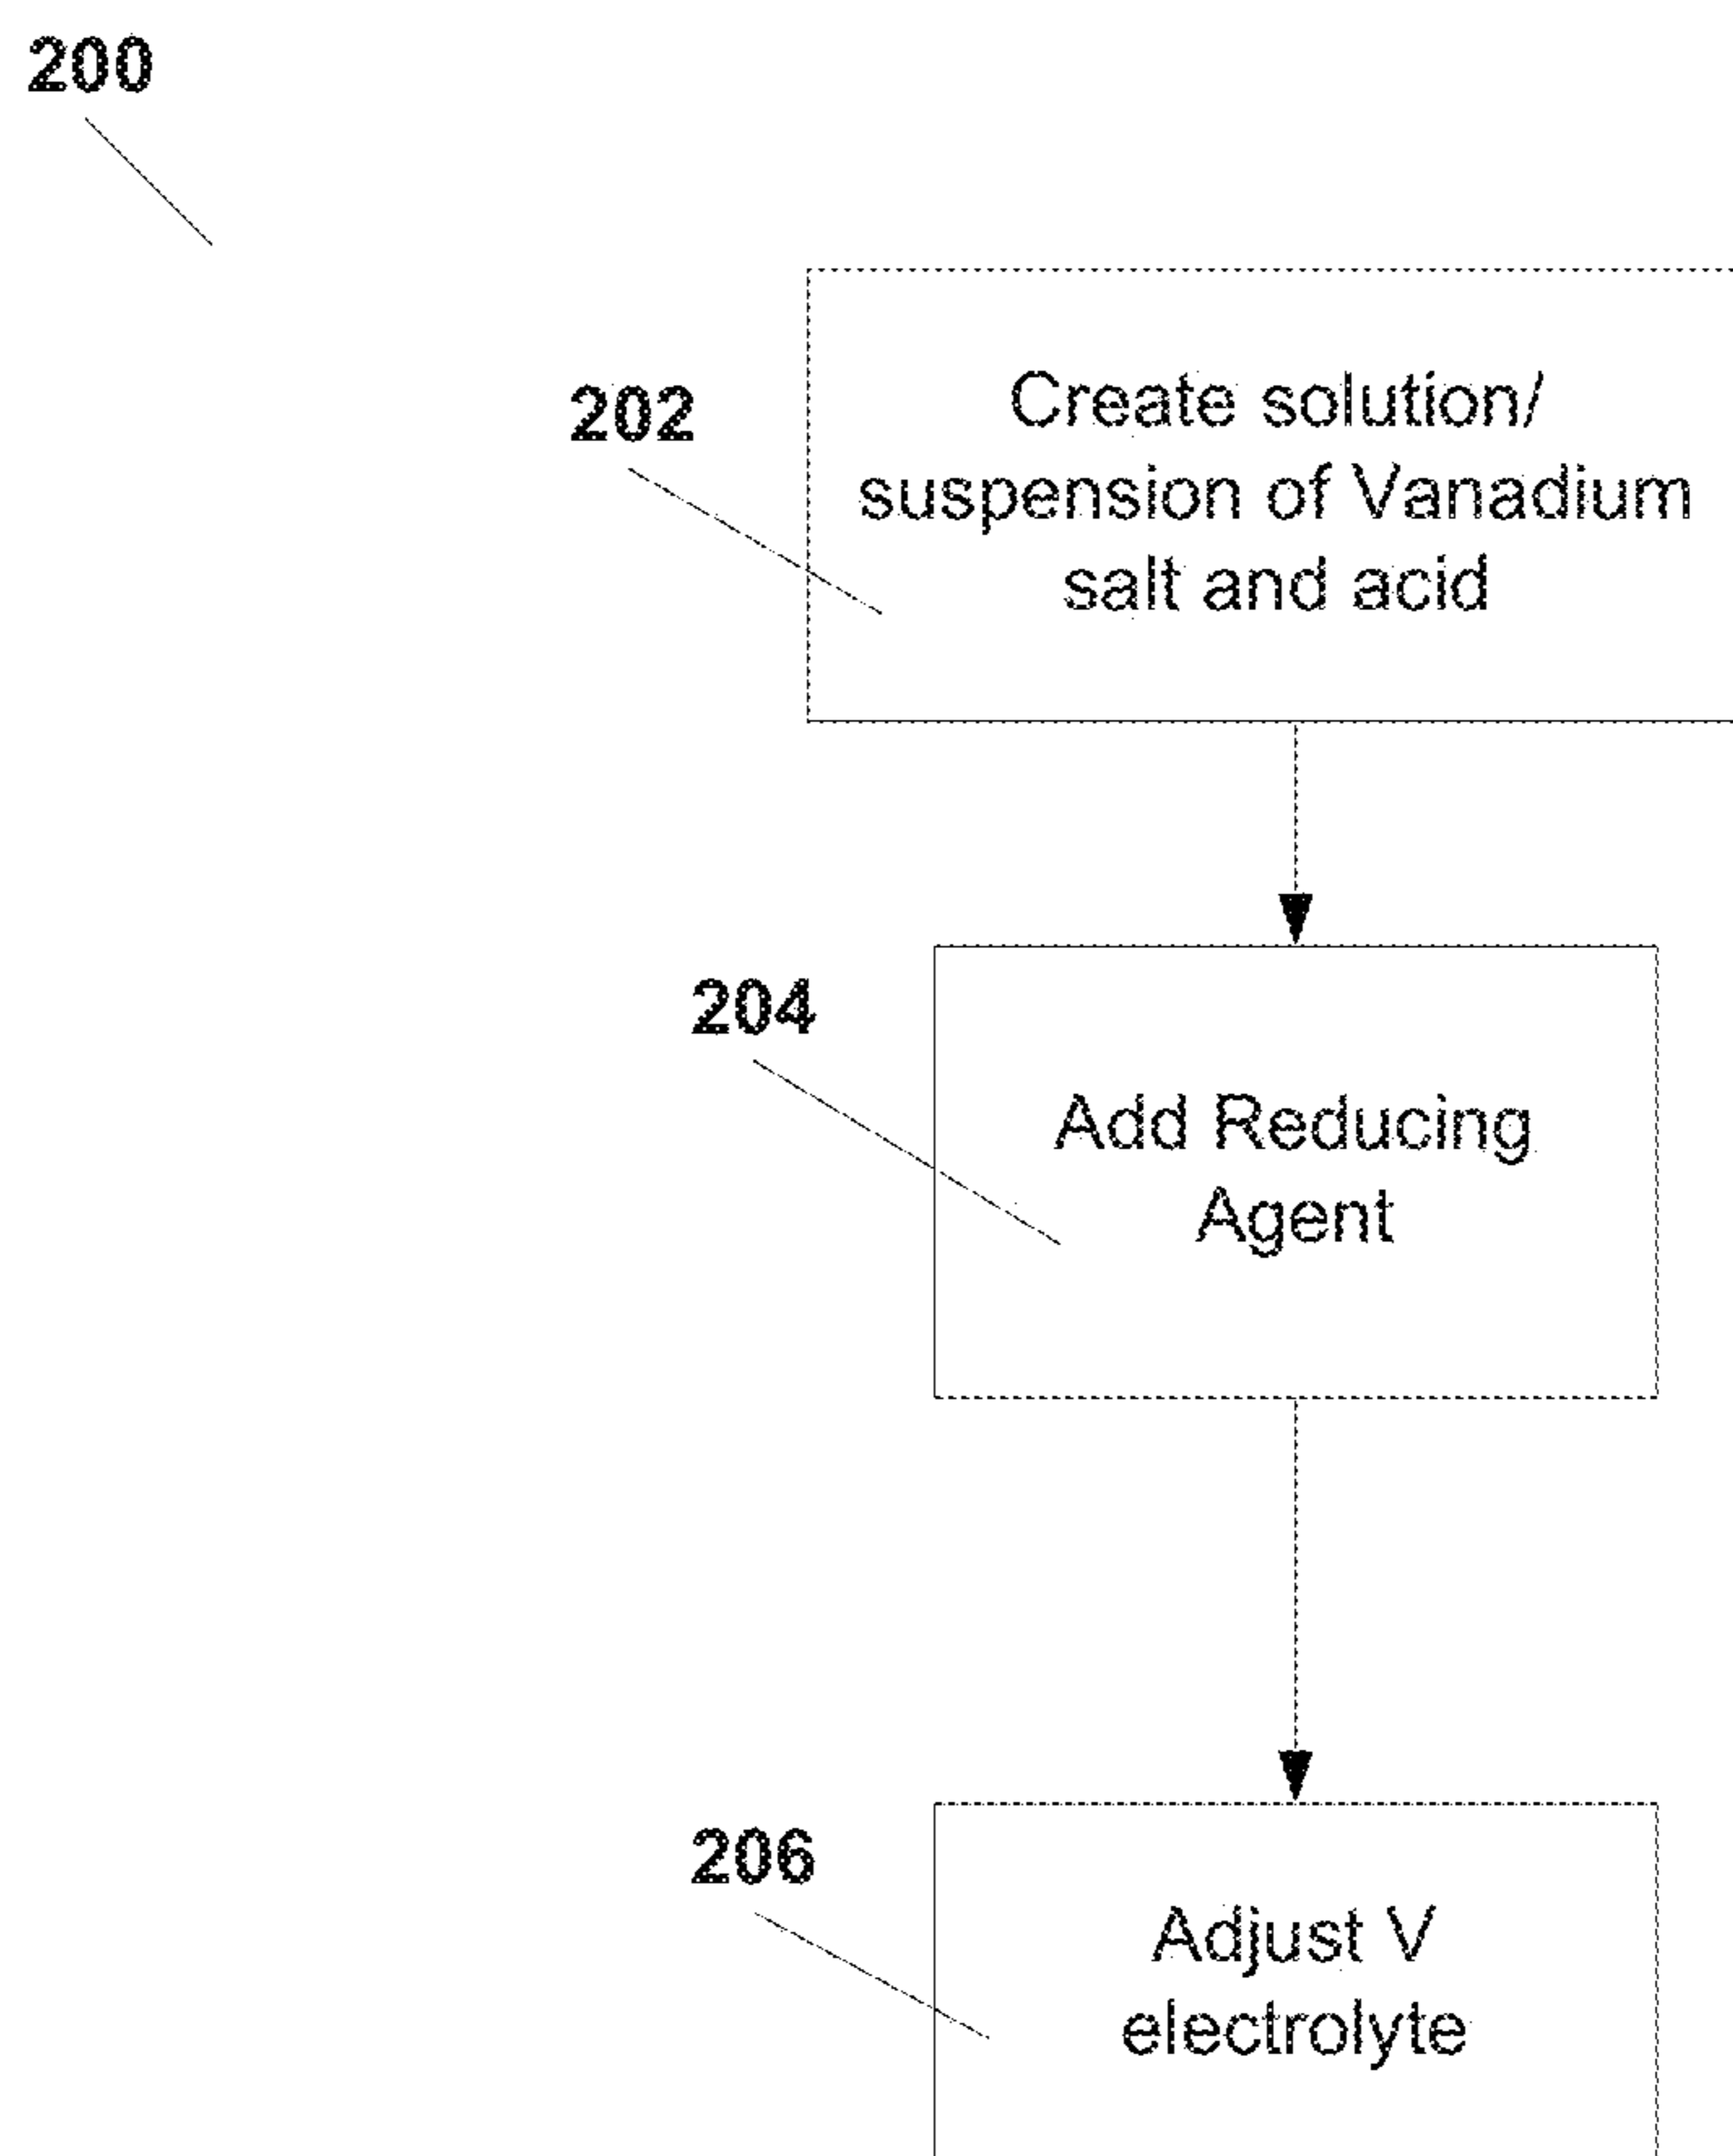 200
202
Create solution/
suspension of Vanadium
salt and acid
204
Add Reducing
Agent
206
Adjust V
electrolyte